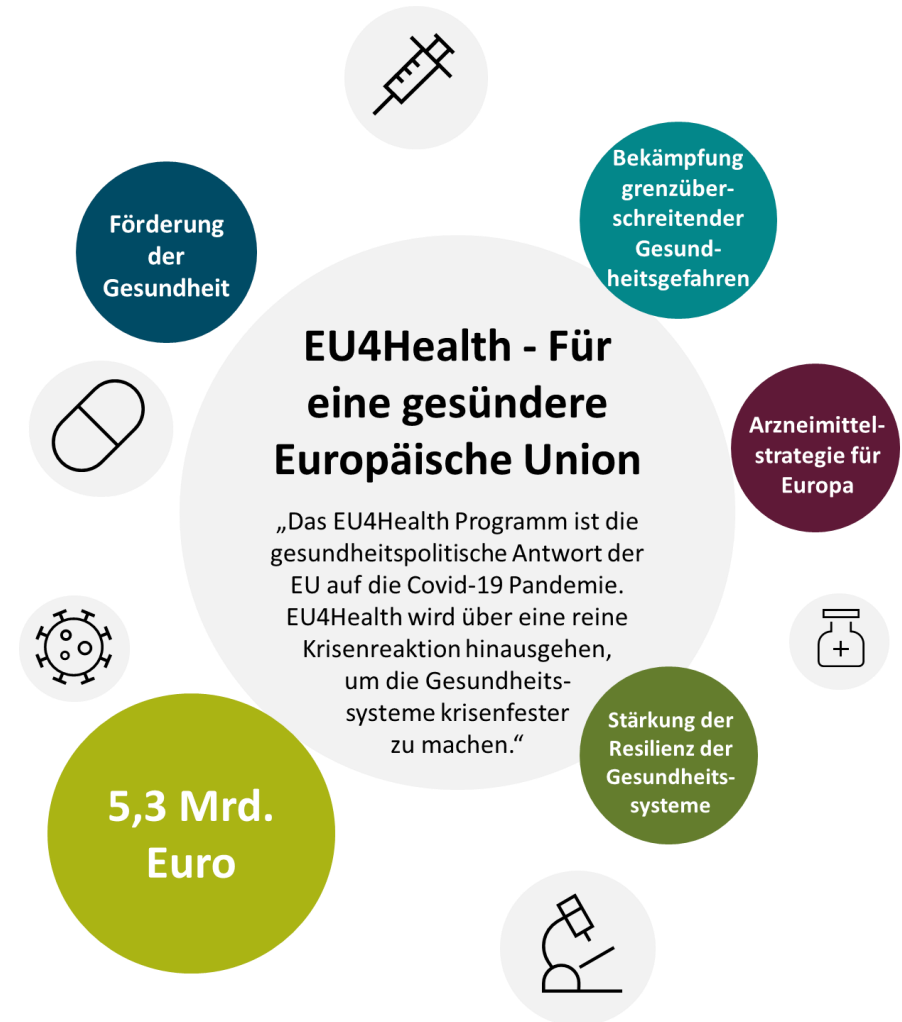 Förderung
der
Gesundheit
Bekämpfung
grenzüber-
schreitender
Gesund-
heitsgefahren
EU4Health - Für
eine gesündere
Europäische Union
„Das EU4Health Programm ist die
gesundheitspolitische Antwort der
EU auf die Covid-19 Pandemie.
EU4Health wird über eine reine
Krisenreaktion hinausgehen,
um die Gesundheits-
systeme krisenfester
zu machen.“
Arzneimittel-
strategie für
Europa
Stärkung der
Resilienz der
Gesundheits-
systeme
5,3 Mrd.
Euro